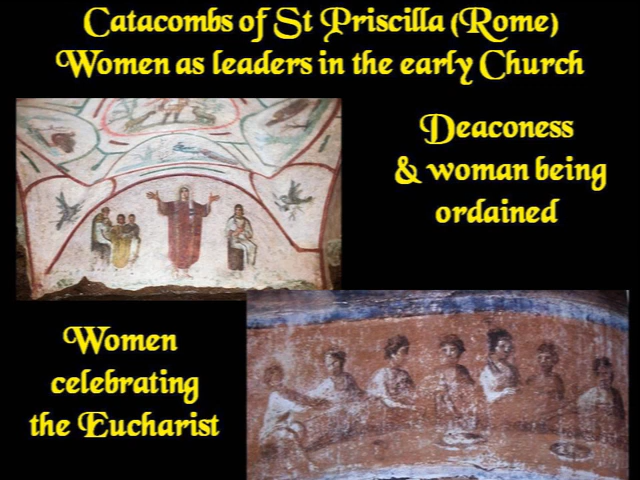 Catacombs of St Priscilla (Rome)
Women as leaders in the early Church
Deaconess
& woman being
ordained
Women
celebrating
the Eucharist